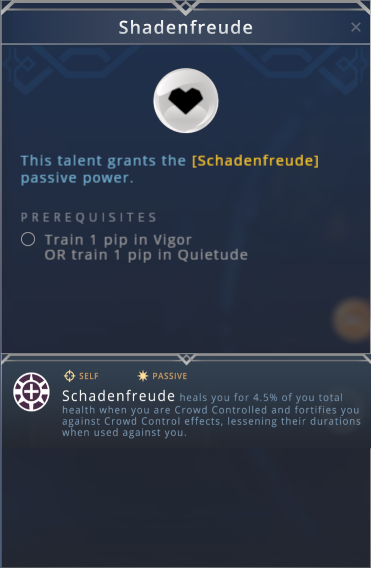 Shadenfreude
This talent grants the [Schadenfreude]
passive power.
PREREQUISITES
Train 1 pip in Vigor
OR train 1 pip in Quietude
SELF PASSIVE
Schadenfreude heals you for 4.5% of you total
health when you are Crowd Controlled and fortifies you
against Crowd Control effects, lessening their durations
when used against you.